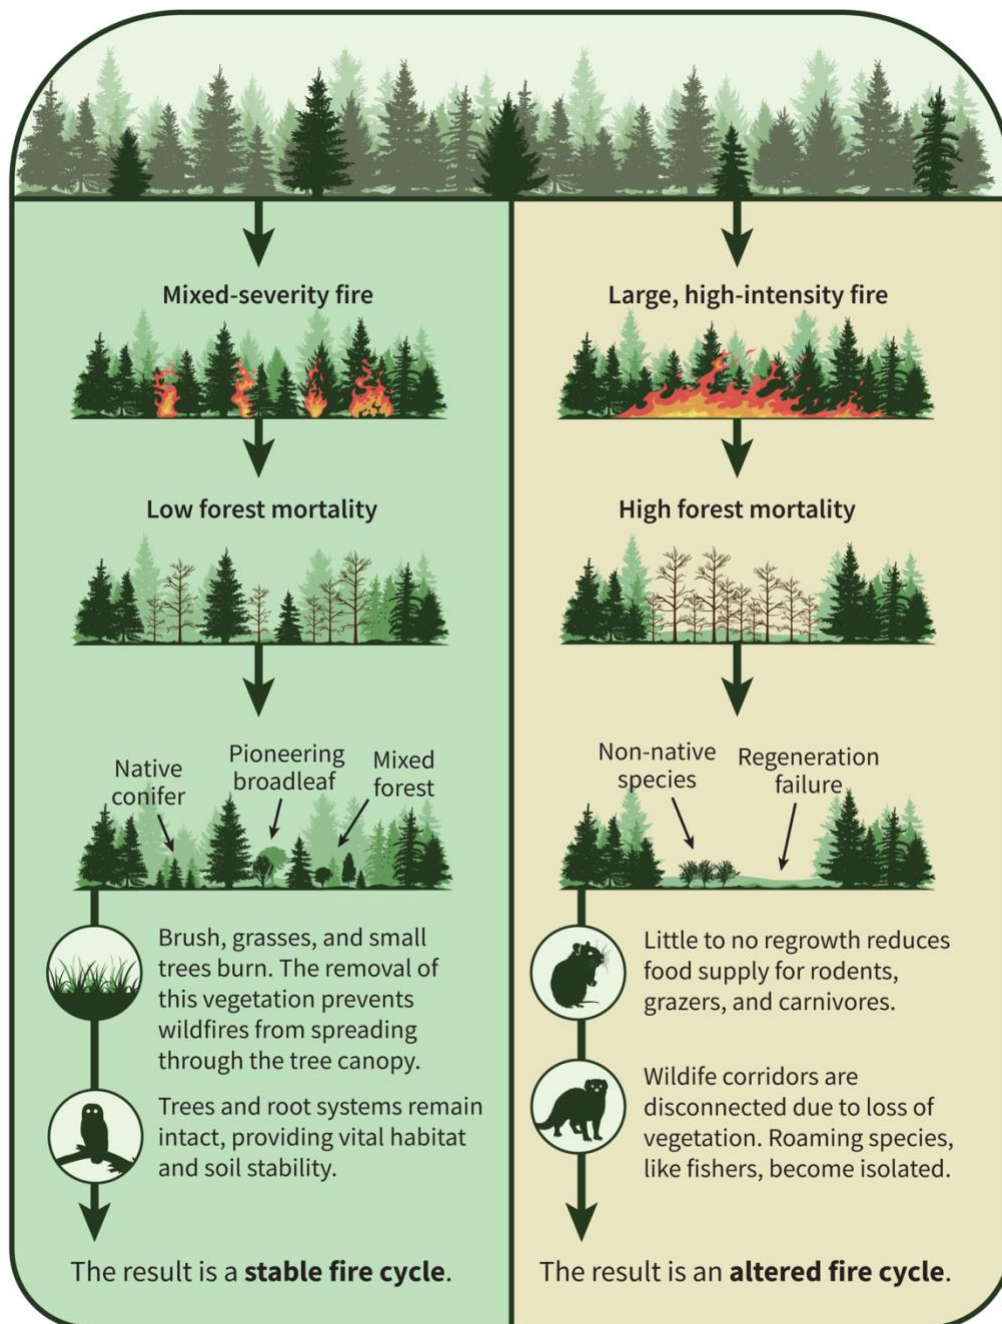 Mixed-severity fire
Low forest mortality
Native
conifer
Pioneering
broadleaf
Mixed
forest
Brush, grasses, and small
trees burn. The removal of
this vegetation prevents
wildfires from spreading
through the tree canopy.
Trees and root systems remain
intact, providing vital habitat
and soil stability.
The result is a stable fire cycle.
Large, high-intensity fire
High forest mortality
Non-native
species
Regeneration
failure
Little to no regrowth reduces
food supply for rodents,
grazers, and carnivores.
Wildife corridors are
disconnected due to loss of
vegetation. Roaming species,
like fishers, become isolated.
The result is an altered fire cycle.